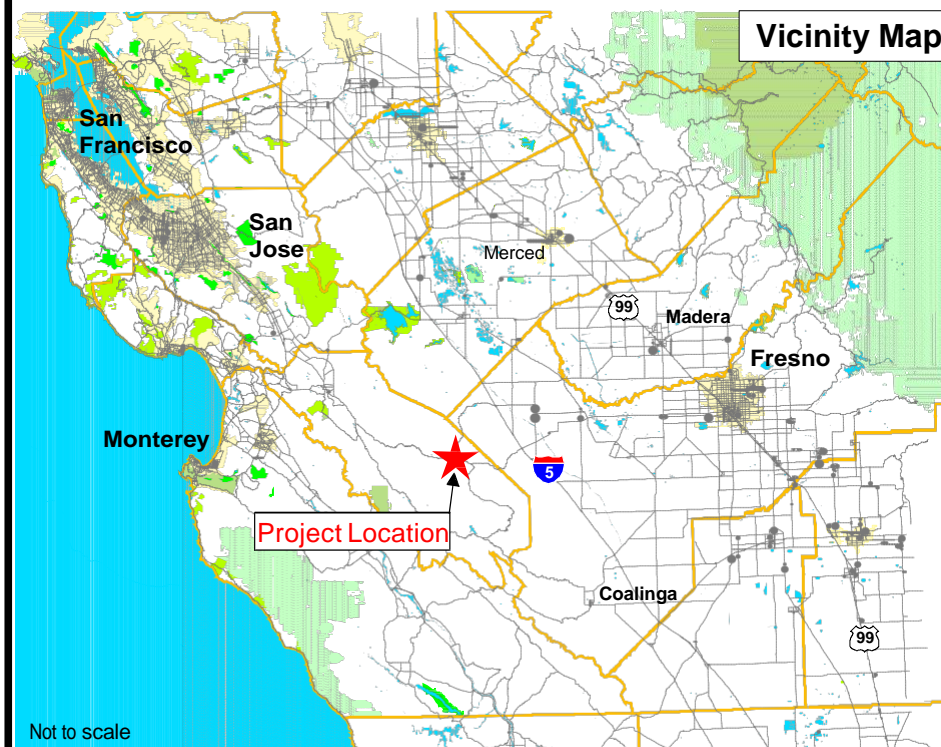 Vicinity Map
San
Francisco
San
Jose
Merced
99
Madera
Fresno
Monterey
5
Project Location
Coalinga
99
Not to scale